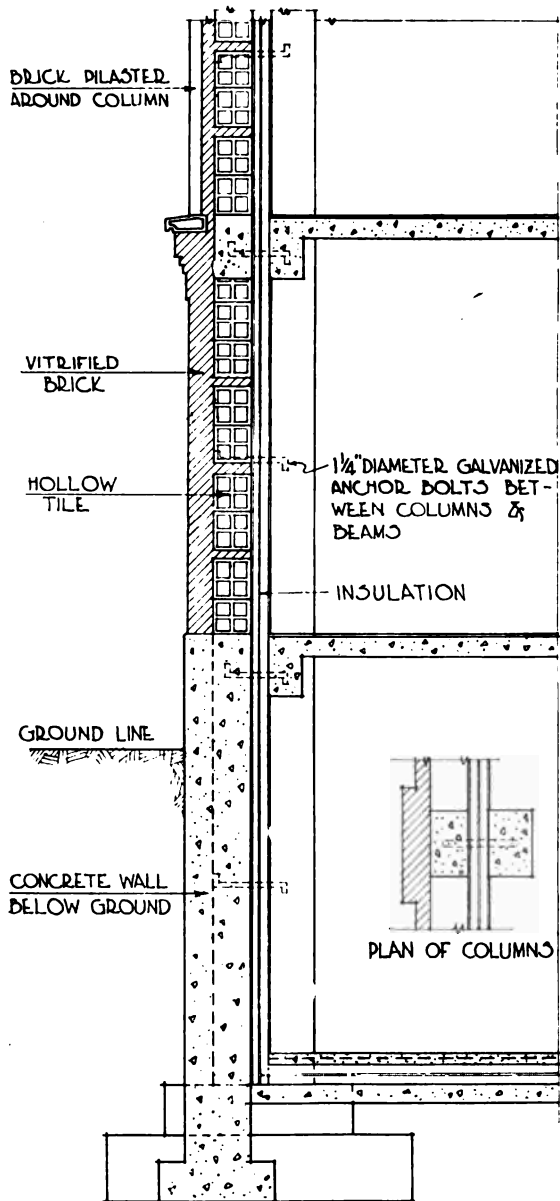 BRICK PILASTER
AROUND COLUMN
VITRIFIED
BRICK
HOLLOW
TILE
1¼" DIAMETER GALVANIZED
ANCHOR BOLTS BET-
WEEN COLUMNS &
BEAMS
INSULATION
GROUND LINE
CONCRETE WALL
BELOW GROUND
PLAN OF COLUMNS